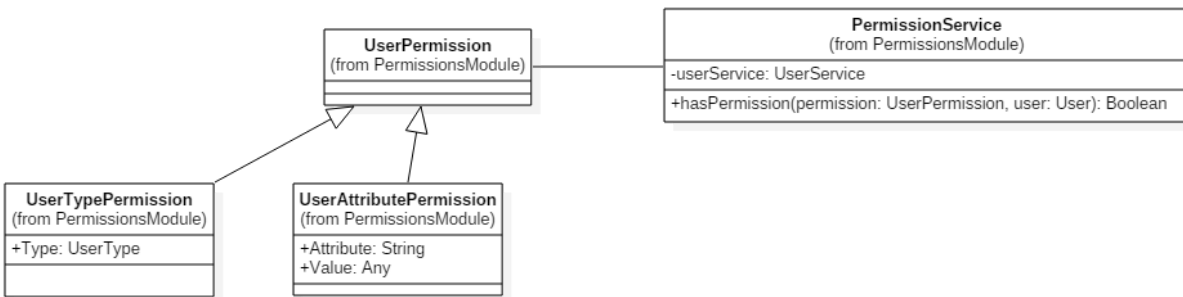 UserPermission
(from PermissionsModule)
PermissionService
(from PermissionsModule)
-userService: UserService
+hasPermission(permission: UserPermission, user: User): Boolean
UserTypePermission
(from PermissionsModule)
+Type: UserType
UserAttributePermission
(from PermissionsModule)
+Attribute: String
+Value: Any